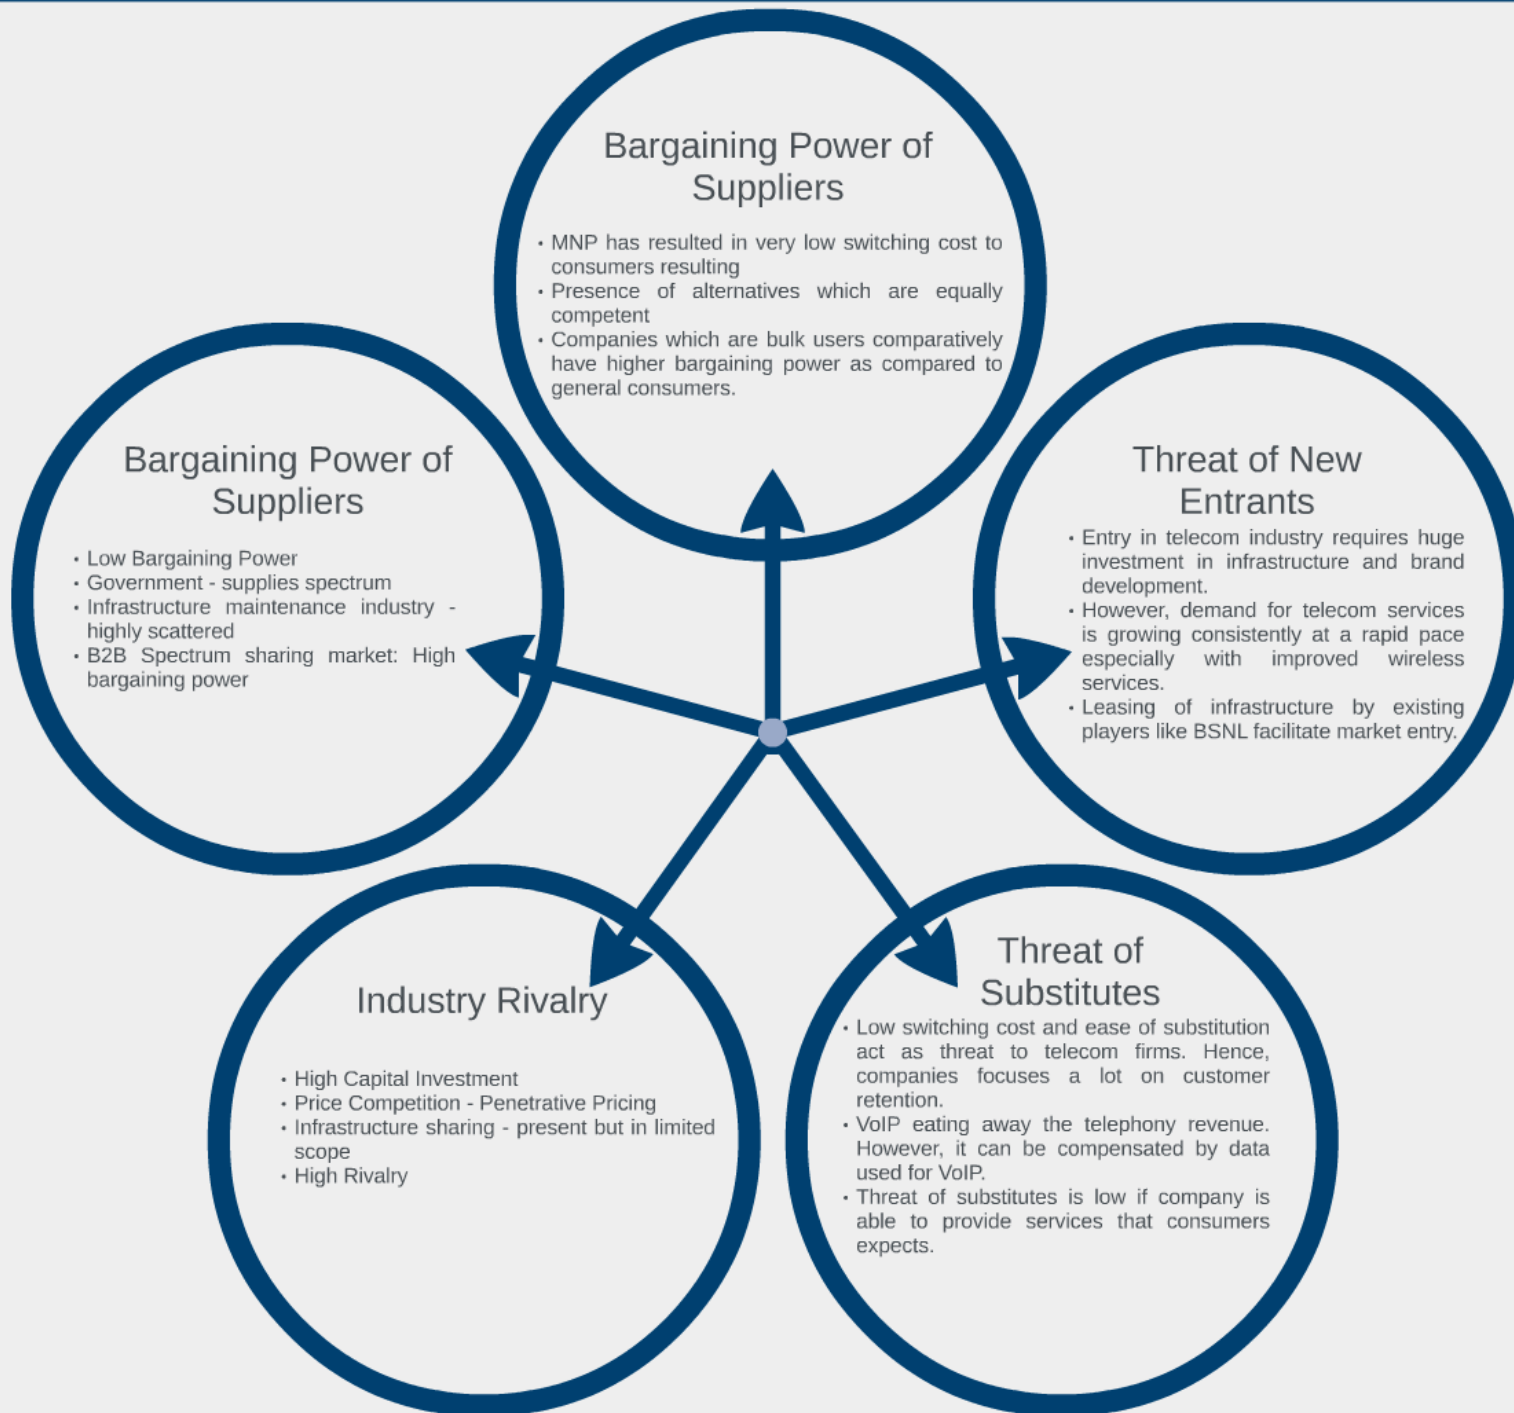 Bargaining Power of
Suppliers
• MNP has resulted in very low switching cost to
consumers resulting
• Presence of alternatives which are equally
competent
• Companies which are bulk users comparatively
have higher bargaining power as compared to
general consumers.
Bargaining Power of
Suppliers
• Low Bargaining Power
• Government - supplies spectrum
• Infrastructure maintenance industry -
highly scattered
• B2B Spectrum sharing market: High
bargaining power
Threat of New
Entrants
• Entry in telecom industry requires huge
investment in infrastructure and brand
development.
• However, demand for telecom services
is growing consistently at a rapid pace
especially with improved wireless
services.
• Leasing of infrastructure by existing
players like BSNL facilitate market entry.
Industry Rivalry
• High Capital Investment
• Price Competition - Penetrative Pricing
• Infrastructure sharing - present but in limited
scope
• High Rivalry
Threat of
Substitutes
• Low switching cost and ease of substitution
act as threat to telecom firms. Hence,
companies focuses a lot on customer
retention.
• VoIP eating away the telephony revenue.
However, it can be compensated by data
used for VoIP.
• Threat of substitutes is low if company is
able to provide services that consumers
expects.